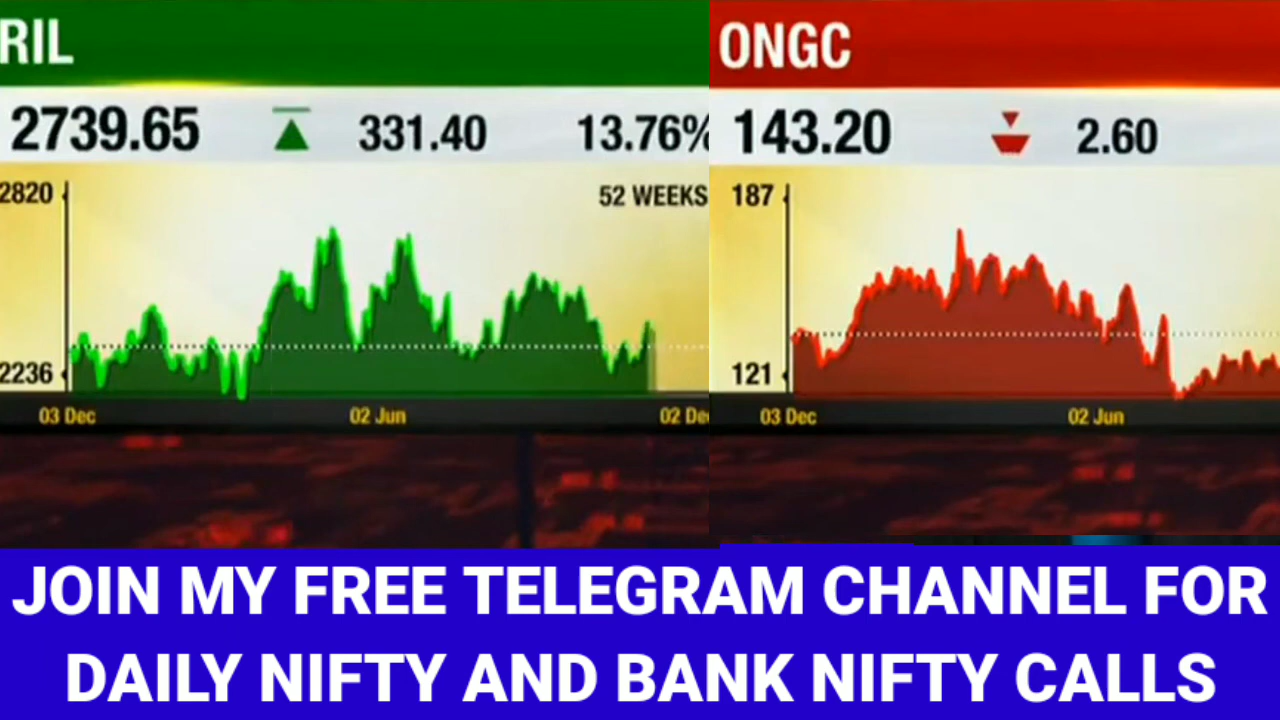 RIL
2739.65 331.40 13.76%
2820
52 WEEKS
2236
03 Dec 02 Jun 02 Dec
ONGC
143.20 2.60
187
121
03 Dec 02 Jun
JOIN MY FREE TELEGRAM CHANNEL FOR
DAILY NIFTY AND BANK NIFTY CALLS